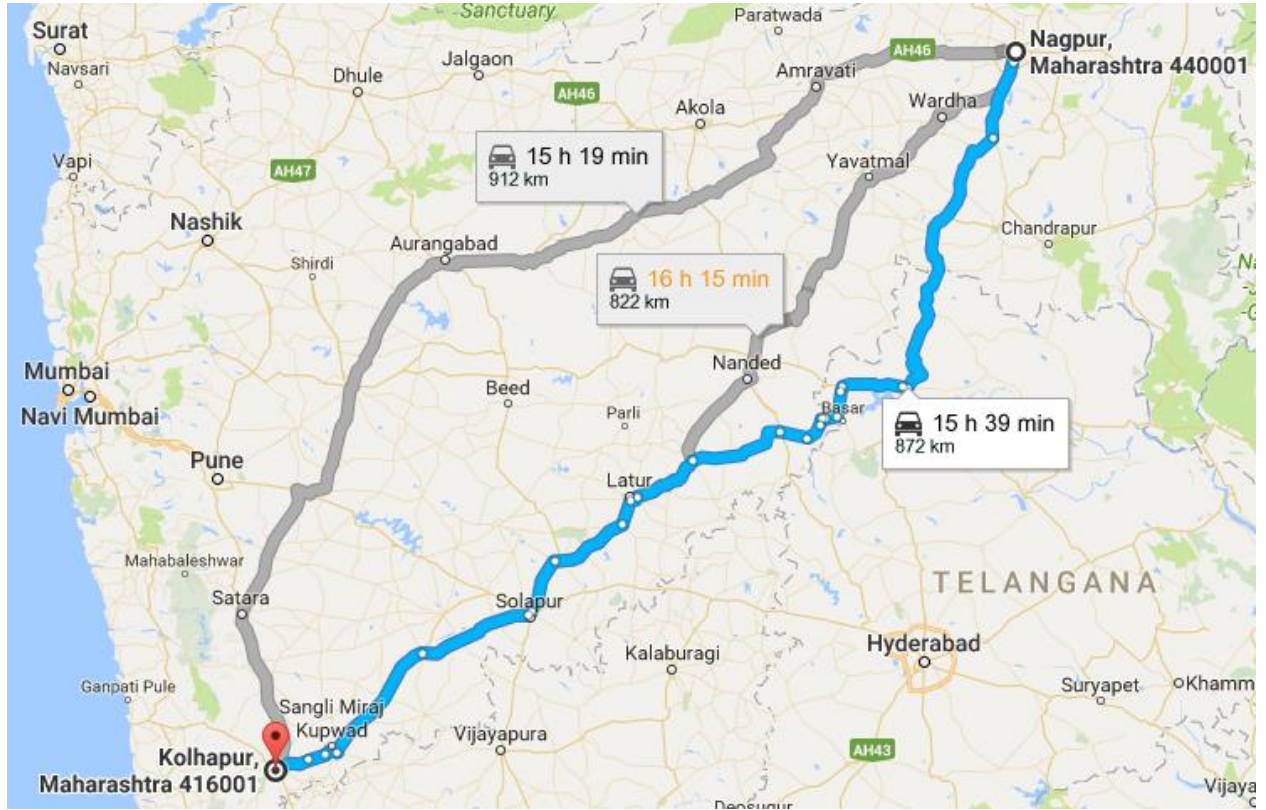 Sanctuary
Surat
Navsari
Dhule
Jalgaon
Paratwada
AH46
Nagpur,
Maharashtra 440001
AH46
Amravati
Akola
Wardha
15 h 19 min
912 km
Vapi
AH47
Yavatmal
Nashik
Shirdi
Aurangabad
Chandrapur
16 h 15 min
822 km
Mumbai
Navi Mumbai
Beed
Nanded
Parli
Basar
15 h 39 min
872 km
Pune
Latur
Mahabaleshwar
TELANGANA
Satara
Solapur
Hyderabad
Kalaburagi
Ganpati Pule
Suryapet
Khamm
Sangli Miraj
Kupwad
Vijayapura
AH43
Kolhapur,
Maharashtra 416001
Vijaya